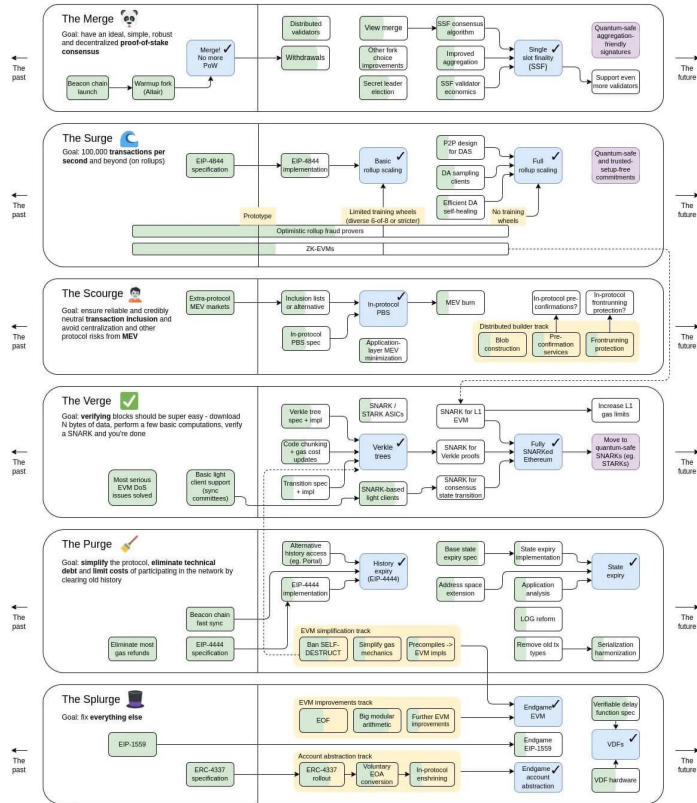 The Merge
Goal: have an ideal, simple, robust
and decentralized proof-of-stake
consensus
The
past
The
future
Beacon chain
launch
Warmup fork
(Altair)
Merge!
No more
PoW
Distributed
validators
Withdrawals
View merge
Other fork
choice
improvements
Secret leader
election
SSF consensus
algorithm
Improved
aggregation
SSF validator
economics
Single
slot finality
(SSF)
Quantum-safe
aggregation-
friendly
signatures
Support even
more validators
The Surge
Goal: 100,000 transactions per
second and beyond (on rollups)
The
past
The
future
EIP-4844
specification
EIP-4844
implementation
Basic
rollup scaling
P2P design
for DAS
DA sampling
clients
Efficient DA
self-healing
Full
rollup scaling
Quantum-safe
and trusted-
setup-free
commitments
Prototype
Limited training wheels
(diverse 6-of-8 or stricter)
No training
wheels
Optimistic rollup fraud provers
ZK-EVMs
The Scourge
Goal: ensure reliable and credibly
neutral transaction inclusion and
avoid centralization and other
protocol risks from MEV
The
past
The
future
Extra-protocol
MEV markets
Inclusion lists
or alternative
In-protocol
PBS spec
In-protocol
PBS
Application-
layer MEV
minimization
MEV burn
In-protocol pre-
confirmations?
In-protocol
frontrunning
protection?
Distributed builder track
Blob
construction
Pre-
confirmation
services
Frontrunning
protection
The Verge
Goal: verifying blocks should be super easy - download
N bytes of data, perform a few basic computations, verify
a SNARK and you're done
The
past
The
future
Most serious
EVM DoS
issues solved
Basic light
client support
(sync
committees)
Verkle tree
spec + impl
Code chunking
+ gas cost
updates
Transition spec
+ impl
SNARK /
STARK ASICs
Verkle
trees
SNARK-based
light clients
SNARK for L1
EVM
SNARK for
Verkle proofs
SNARK for
consensus
state transition
Fully
SNARKed
Ethereum
Increase L1
gas limits
Move to
quantum-safe
SNARKs (eg.
STARKs)
The Purge
Goal: simplify the protocol, eliminate technical
debt and limit costs of participating in the network by
clearing old history
The
past
The
future
Eliminate most
gas refunds
Beacon chain
fast sync
EIP-4444
specification
Alternative
history access
(eg. Portal)
EIP-4444
implementation
History
expiry
(EIP-4444)
Base state
expiry spec
Address space
extension
State expiry
implementation
Application
analysis
State
expiry
LOG reform
Remove old tx
types
Serialization
harmonization
EVM simplification track
Ban SELF-
DESTRUCT
Simplify gas
mechanics
Precompiles ->
EVM impls
The Splurge
Goal: fix everything else
The
past
The
future
EIP-1559
ERC-4337
specification
EVM improvements track
EOF
Big modular
arithmetic
Further EVM
improvements
Account abstraction track
ERC-4337
rollout
Voluntary
EOA
conversion
In-protocol
enshrining
Endgame
EVM
Endgame
EIP-1559
Endgame
account
abstraction
Verifiable delay
function spec
VDFs
VDF hardware